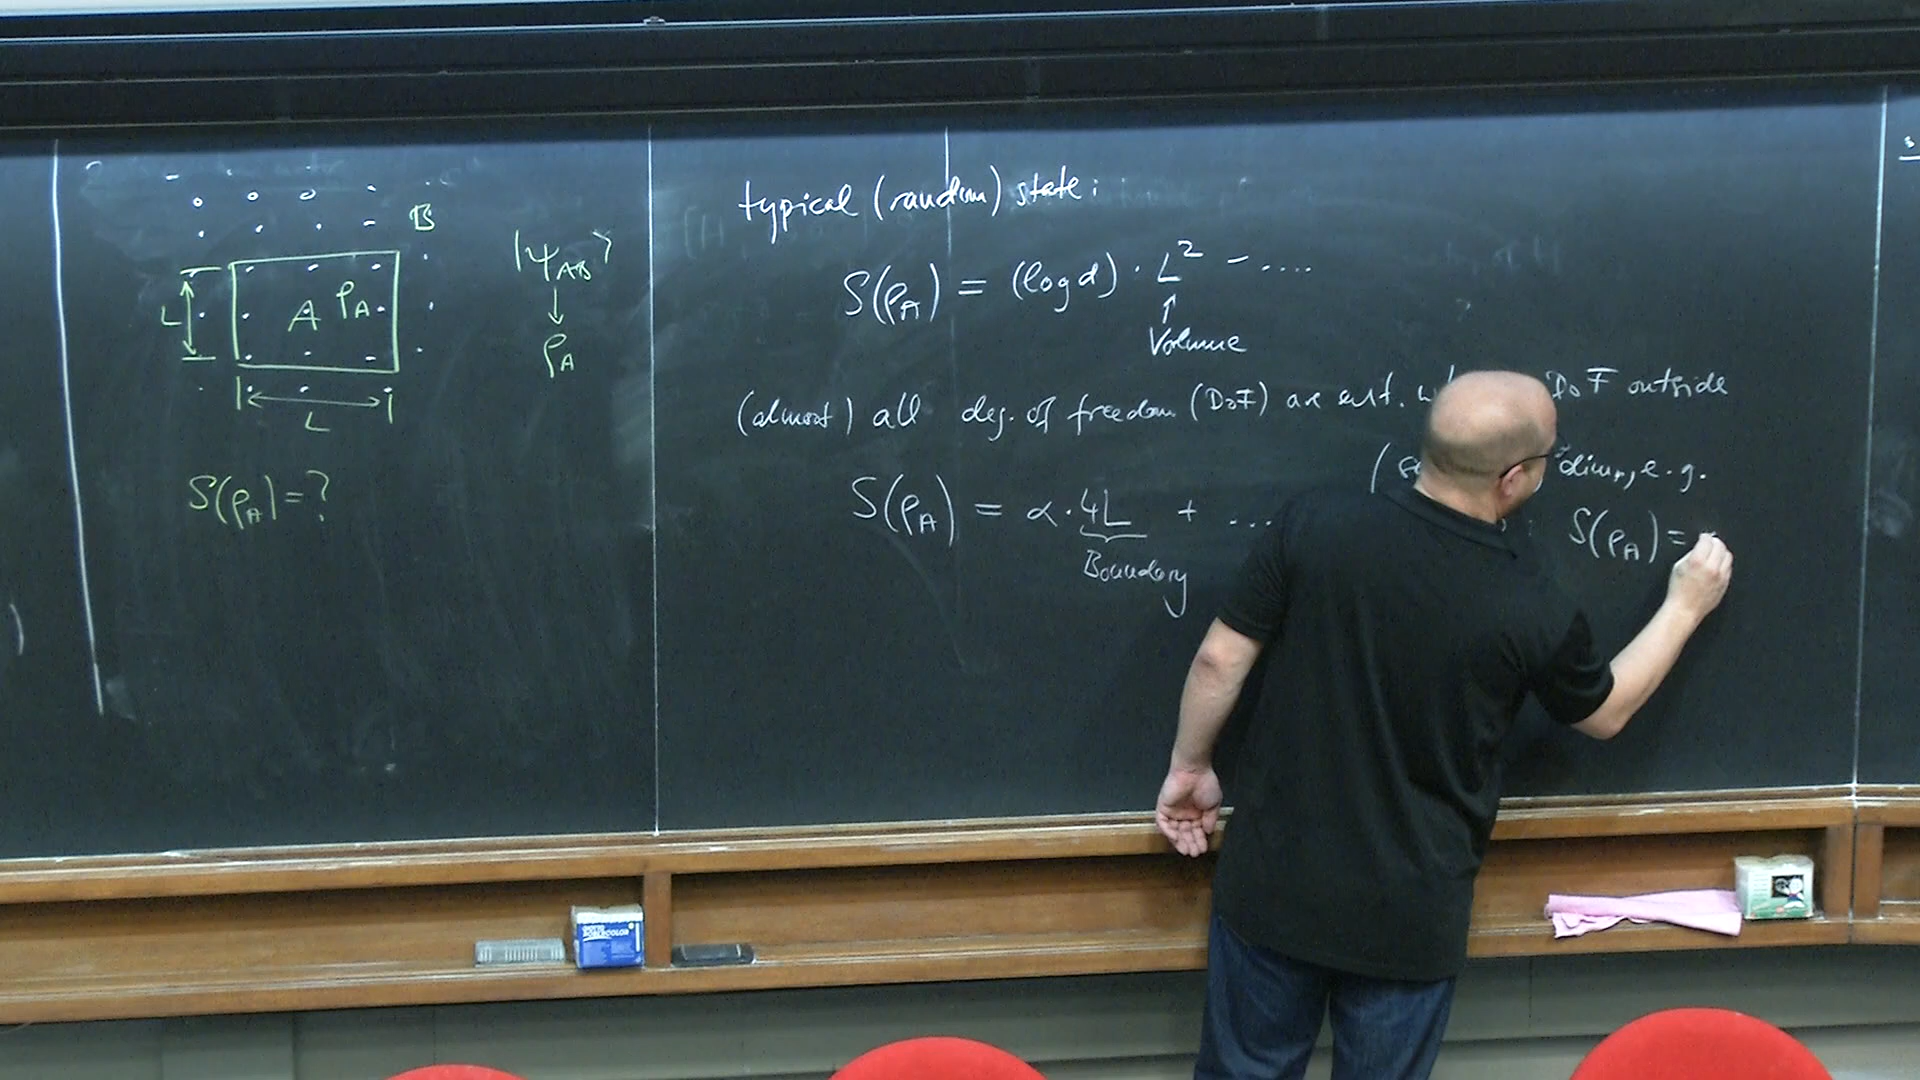 B
L
A ρ_A
L
|ψ_AB⟩
↓
ρ_A
S(ρ_A) = ?
typical (random) state:
S(ρ_A) = (log d) · L² - ....
↑
Volume
(almost) all deg. of freedom (DoF) are ent. DoF outside
dim, e.g.
S(ρ_A) = α · 4L + ...
Boundary
S(ρ_A) =